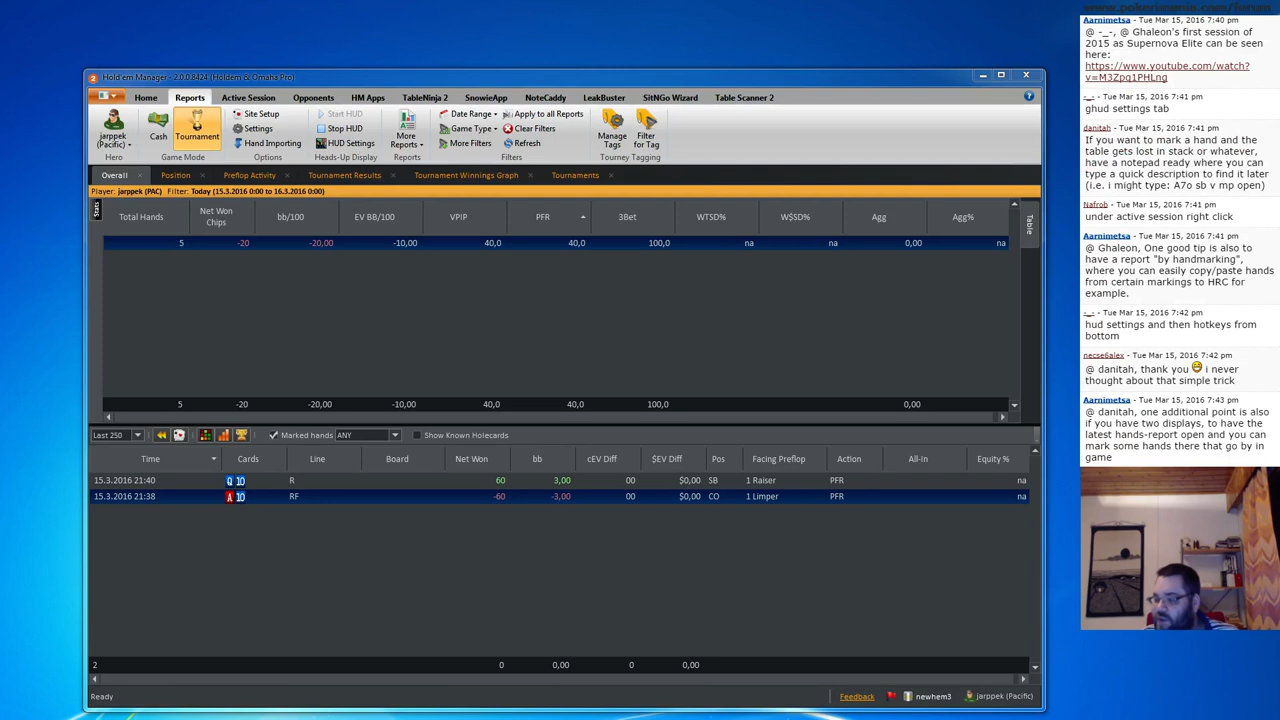 www.pokerisivu.com/forten
Aarnimetsa - Tue Mar 15, 2016 7:40 pm
@ -_-, @ Ghaleon's first session of
2015 as Supernova Elite can be seen
here:
https://www.youtube.com/watch?
v=M3Zpq1PHLng
-_- - Tue Mar 15, 2016 7:41 pm
ghud settings tab
danitah - Tue Mar 15, 2016 7:41 pm
If you want to mark a hand and the
table gets lost in stack or whatever,
have a notepad ready where you can
type a quick description to find it later
(i.e. i might type: A7o sb v mp open)
Nafrob - Tue Mar 15, 2016 7:41 pm
under active session right click
Aarnimetsa - Tue Mar 15, 2016 7:41 pm
@ Ghaleon, One good tip is also to
have a report "by handmarking",
where you can easily copy/paste hands
from certain markings to HRC for
example.
-_- - Tue Mar 15, 2016 7:42 pm
hud settings and then hotkeys from
bottom
necse6alex - Tue Mar 15, 2016 7:42 pm
@ danitah, thank you i never
thought about that simple trick
Aarnimetsa - Tue Mar 15, 2016 7:43 pm
@ danitah, one additional point is also
if you have two displays, to have the
latest hands-report open and you can
mark some hands there that go by in
game
2 Hold'em Manager - 2.0.0.8424 (Holdem & Omaha Pro)
Home Reports Active Session Opponents HM Apps TableNinja 2 SnowieApp NoteCaddy LeakBuster SitNGo Wizard Table Scanner 2
jarppek (Pacific) Cash Tournament Site Setup Settings Hand Importing Start HUD Stop HUD HUD Settings More Reports Date Range Game Type More Filters Apply to all Reports Clear Filters Refresh Manage Tags Filter for Tag
Hero Game Mode Options Heads-Up Display Reports Filters Tourney Tagging
Overall Position Preflop Activity Tournament Results Tournament Winnings Graph Tournaments
Player: jarppek (PAC) Filter: Today (15.3.2016 0:00 to 16.3.2016 0:00)
Stats Total Hands Net Won Chips bb/100 EV BB/100 VPIP PFR 3Bet WTSD% W$SD% Agg Agg% Table
5 -20 -20,00 -10,00 40,0 40,0 100,0 na na 0,00 na
5 -20 -20,00 -10,00 40,0 40,0 100,0 0,00
Last 250 Marked hands ANY Show Known Holecards
Time Cards Line Board Net Won bb cEV Diff $EV Diff Pos Facing Preflop Action All-In Equity %
15.3.2016 21:40 Q 10 R 60 3,00 00 $0,00 SB 1 Raiser PFR na
15.3.2016 21:38 A 10 RF -60 -3,00 00 $0,00 CO 1 Limper PFR na
2 0 0,00 0 0,00
Ready Feedback newhem3 jarppek (Pacific)